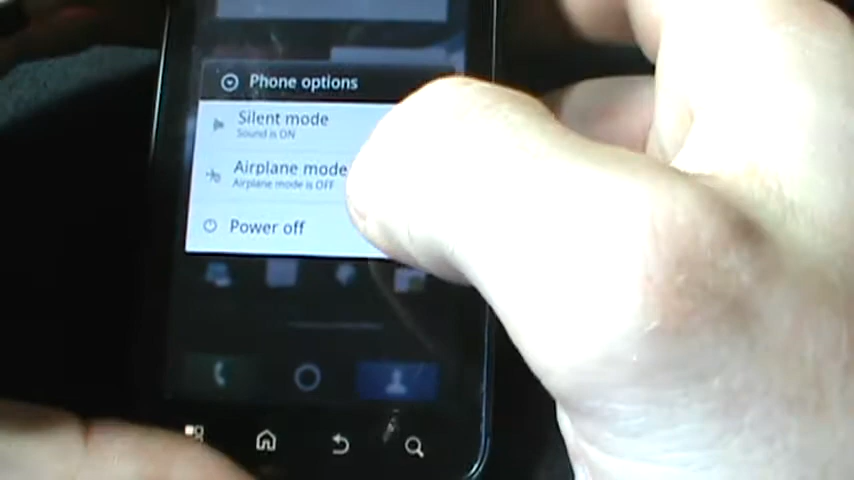 Phone options
Silent mode
Sound is ON
Airplane mode
Airplane mode is OFF
Power off